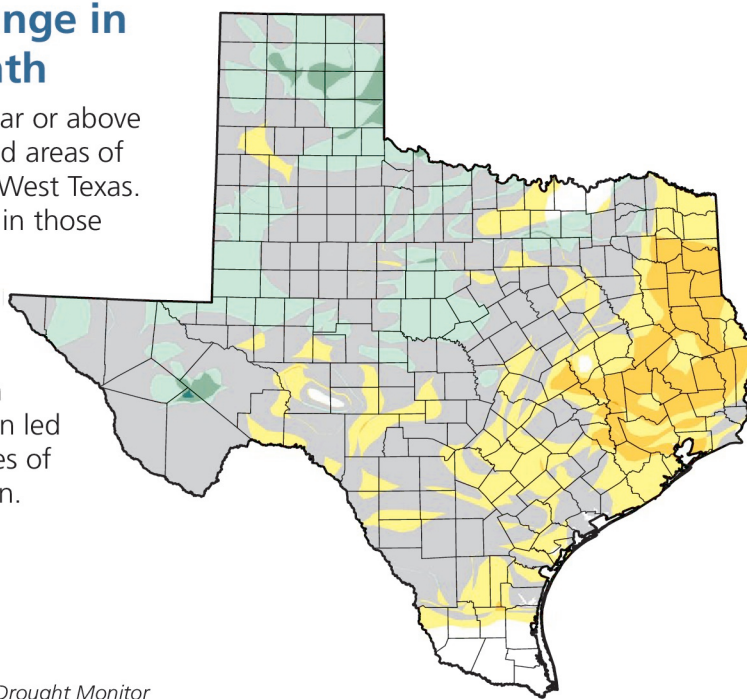 nge in
nth
ar or above
d areas of
West Texas.
in those
n led
es of
n.
Drought Monitor